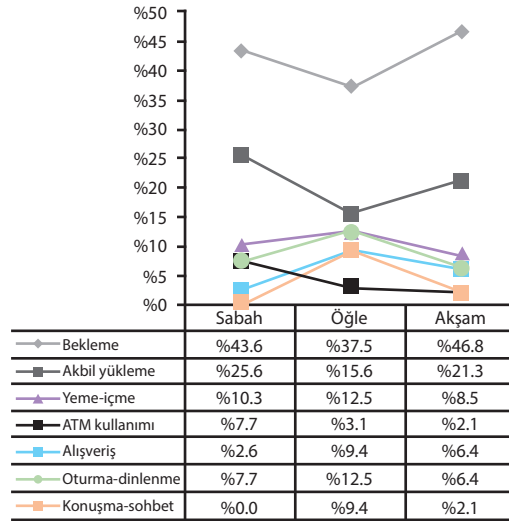 %50
%45
%40
%35
%30
%25
%20
%15
%10
%5
%0
Sabah Öğle Akşam
Bekleme %43.6 %37.5 %46.8
Akbil yükleme %25.6 %15.6 %21.3
Yeme-içme %10.3 %12.5 %8.5
ATM kullanımı %7.7 %3.1 %2.1
Alışveriş %2.6 %9.4 %6.4
Oturma-dinlenme %7.7 %12.5 %6.4
Konuşma-sohbet %0.0 %9.4 %2.1